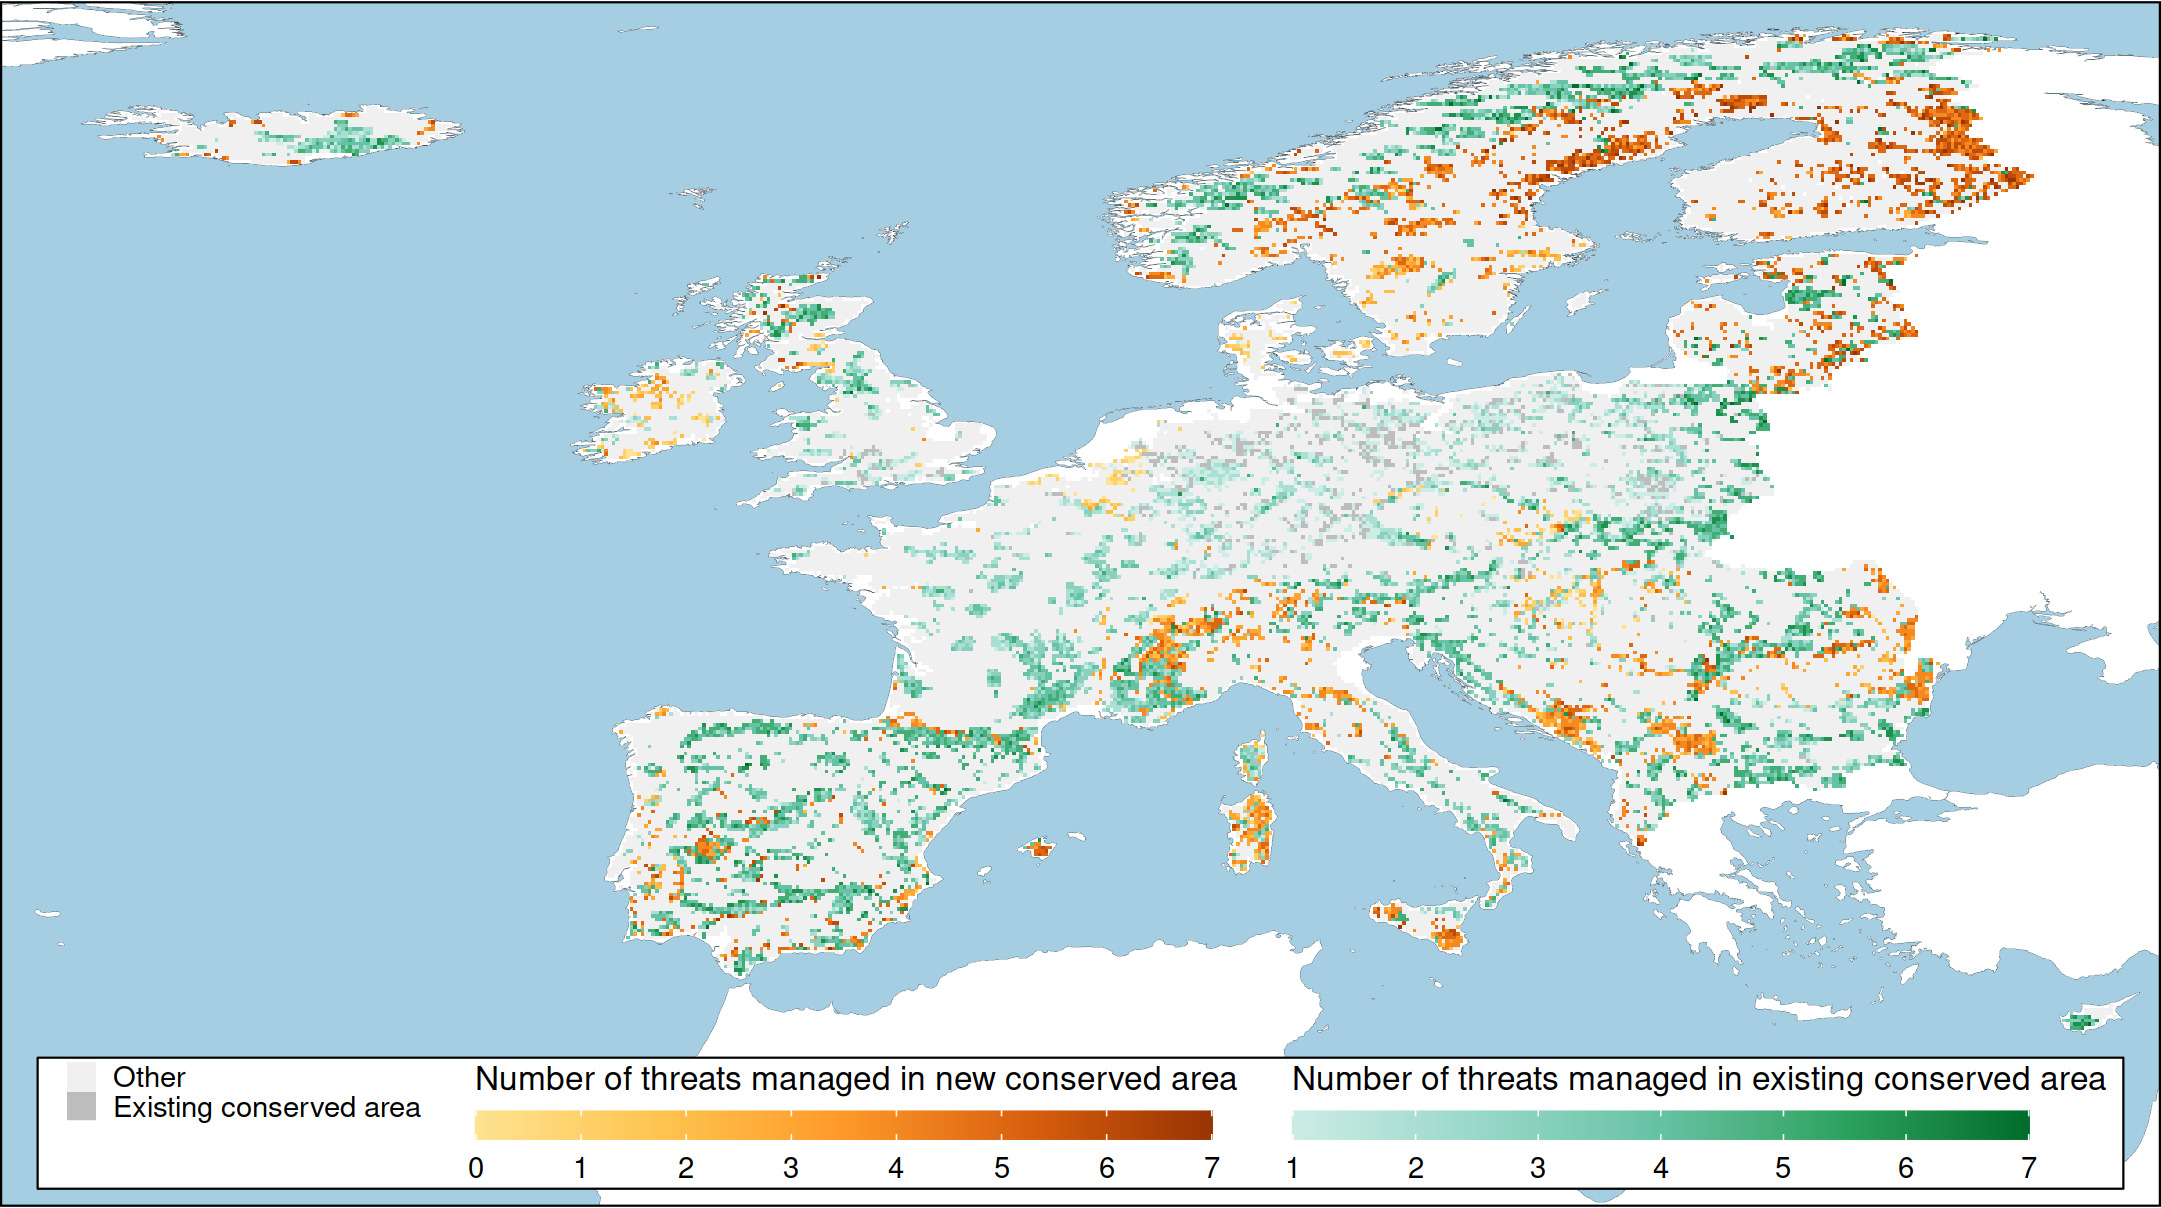 Other
Existing conserved area
Number of threats managed in new conserved area
0 1 2 3 4 5 6 7
Number of threats managed in existing conserved area
1 2 3 4 5 6 7